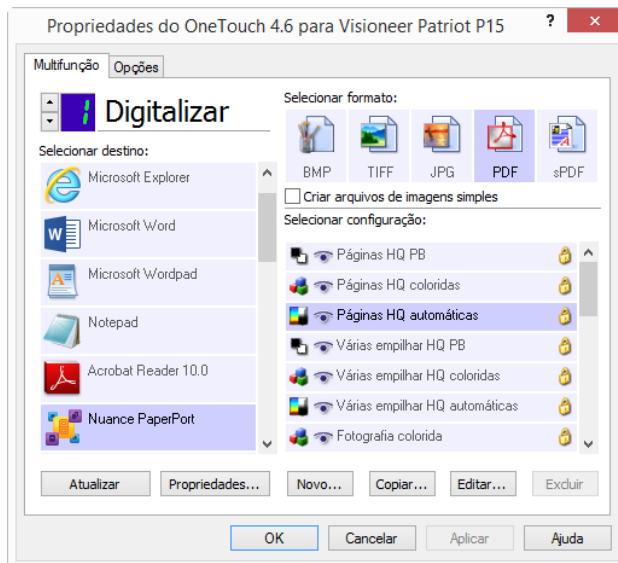 Propriedades do OneTouch 4.6 para Visioneer Patriot P15
Multifunção
Opções
1 Digitalizar
Selecionar destino:
Microsoft Explorer
Microsoft Word
Microsoft Wordpad
Notepad
Acrobat Reader 10.0
Nuance PaperPort
Selecionar formato:
BMP TIFF JPG PDF sPDF
Criar arquivos de imagens simples
Selecionar configuração:
Páginas HQ PB
Páginas HQ coloridas
Páginas HQ automáticas
Várias empilhar HQ PB
Várias empilhar HQ coloridas
Várias empilhar HQ automáticas
Fotografia colorida
Atualizar Propriedades... Novo... Copiar... Editar... Excluir
OK Cancelar Aplicar Ajuda